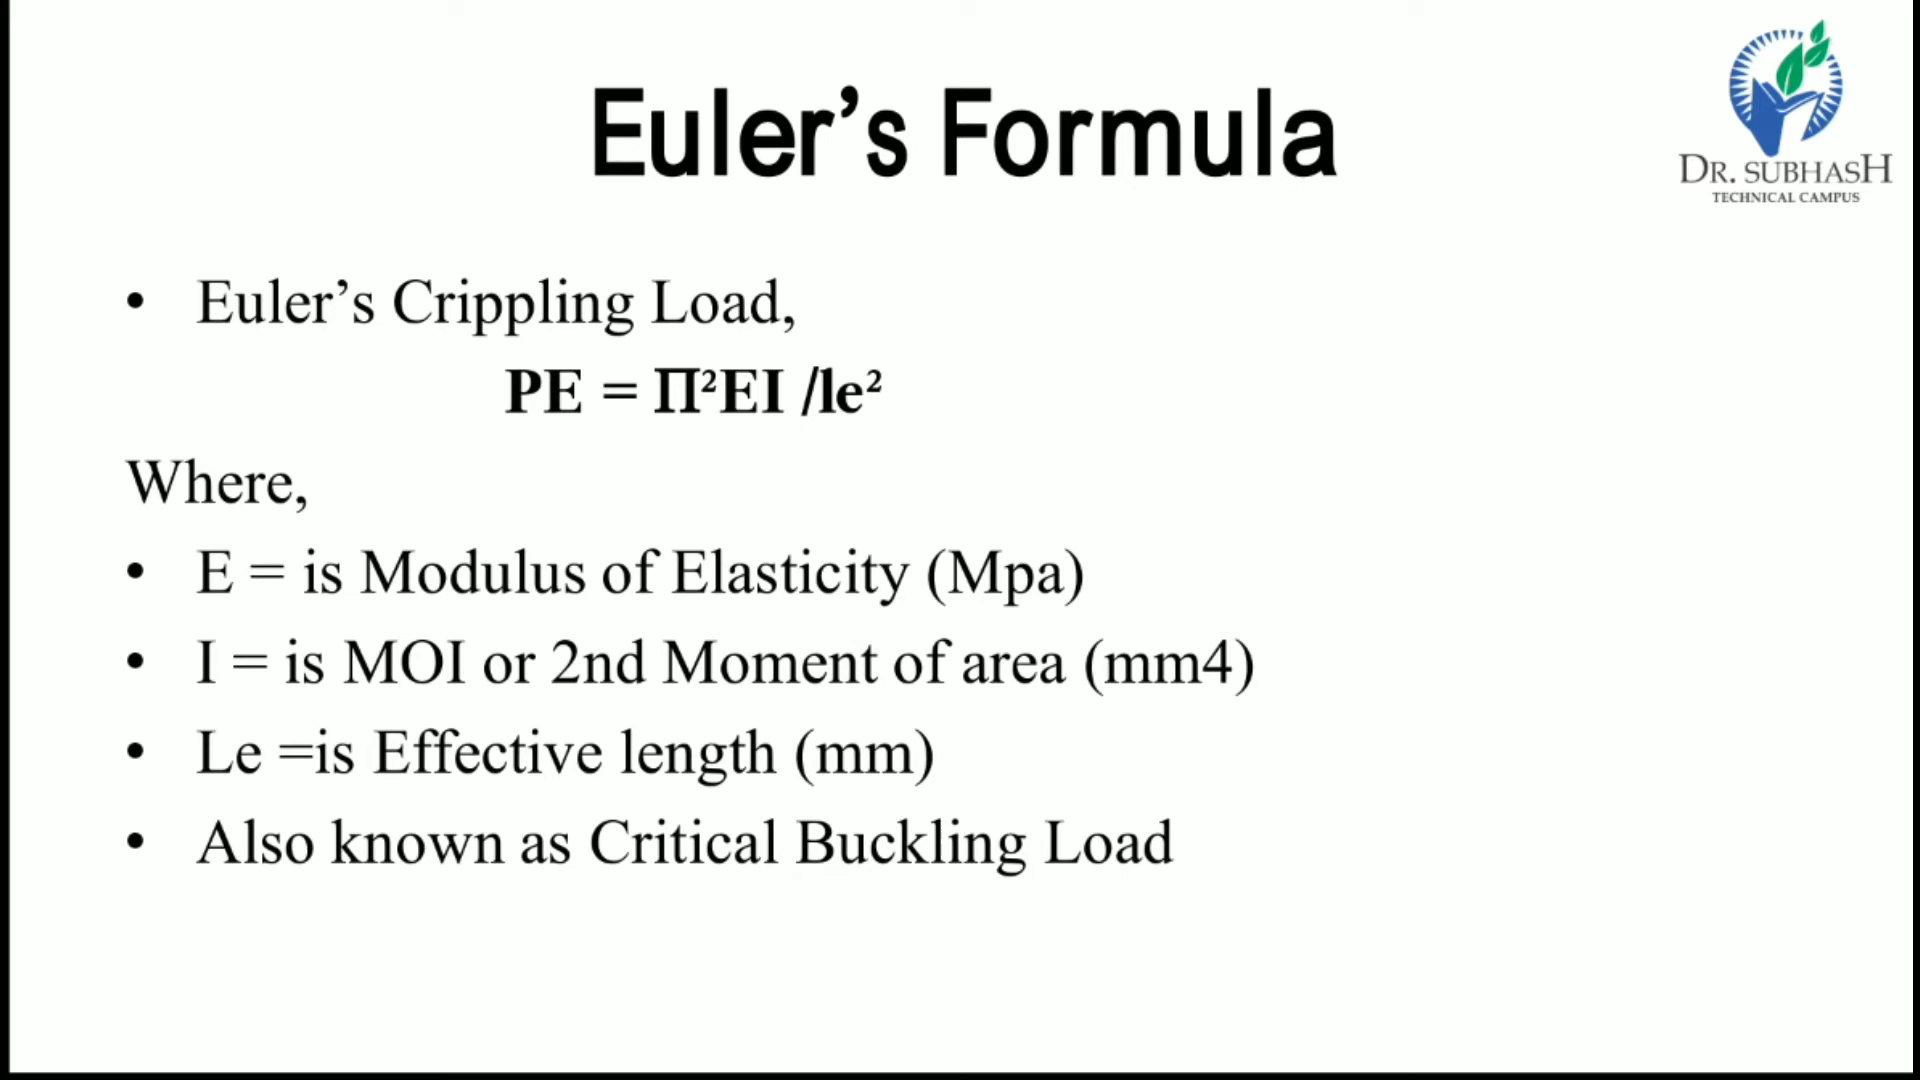 Euler’s Formula
DR. SUBHASH
TECHNICAL CAMPUS
• Euler’s Crippling Load,
PE = Π²EI /le²
Where,
• E = is Modulus of Elasticity (Mpa)
• I = is MOI or 2nd Moment of area (mm4)
• Le =is Effective length (mm)
• Also known as Critical Buckling Load